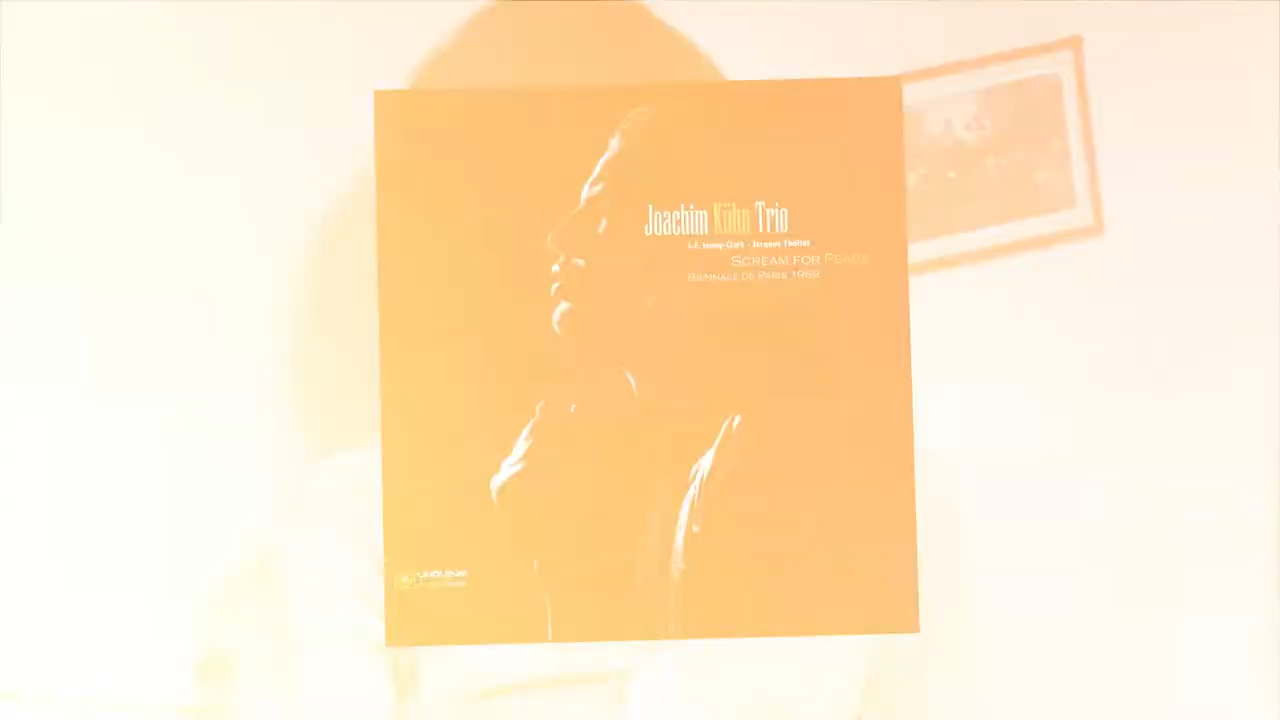 Joachim Kühn Trio
J.F. Jenny-Clark - Jacques Thollot
Scream for Peace
Biennale de Paris 1969